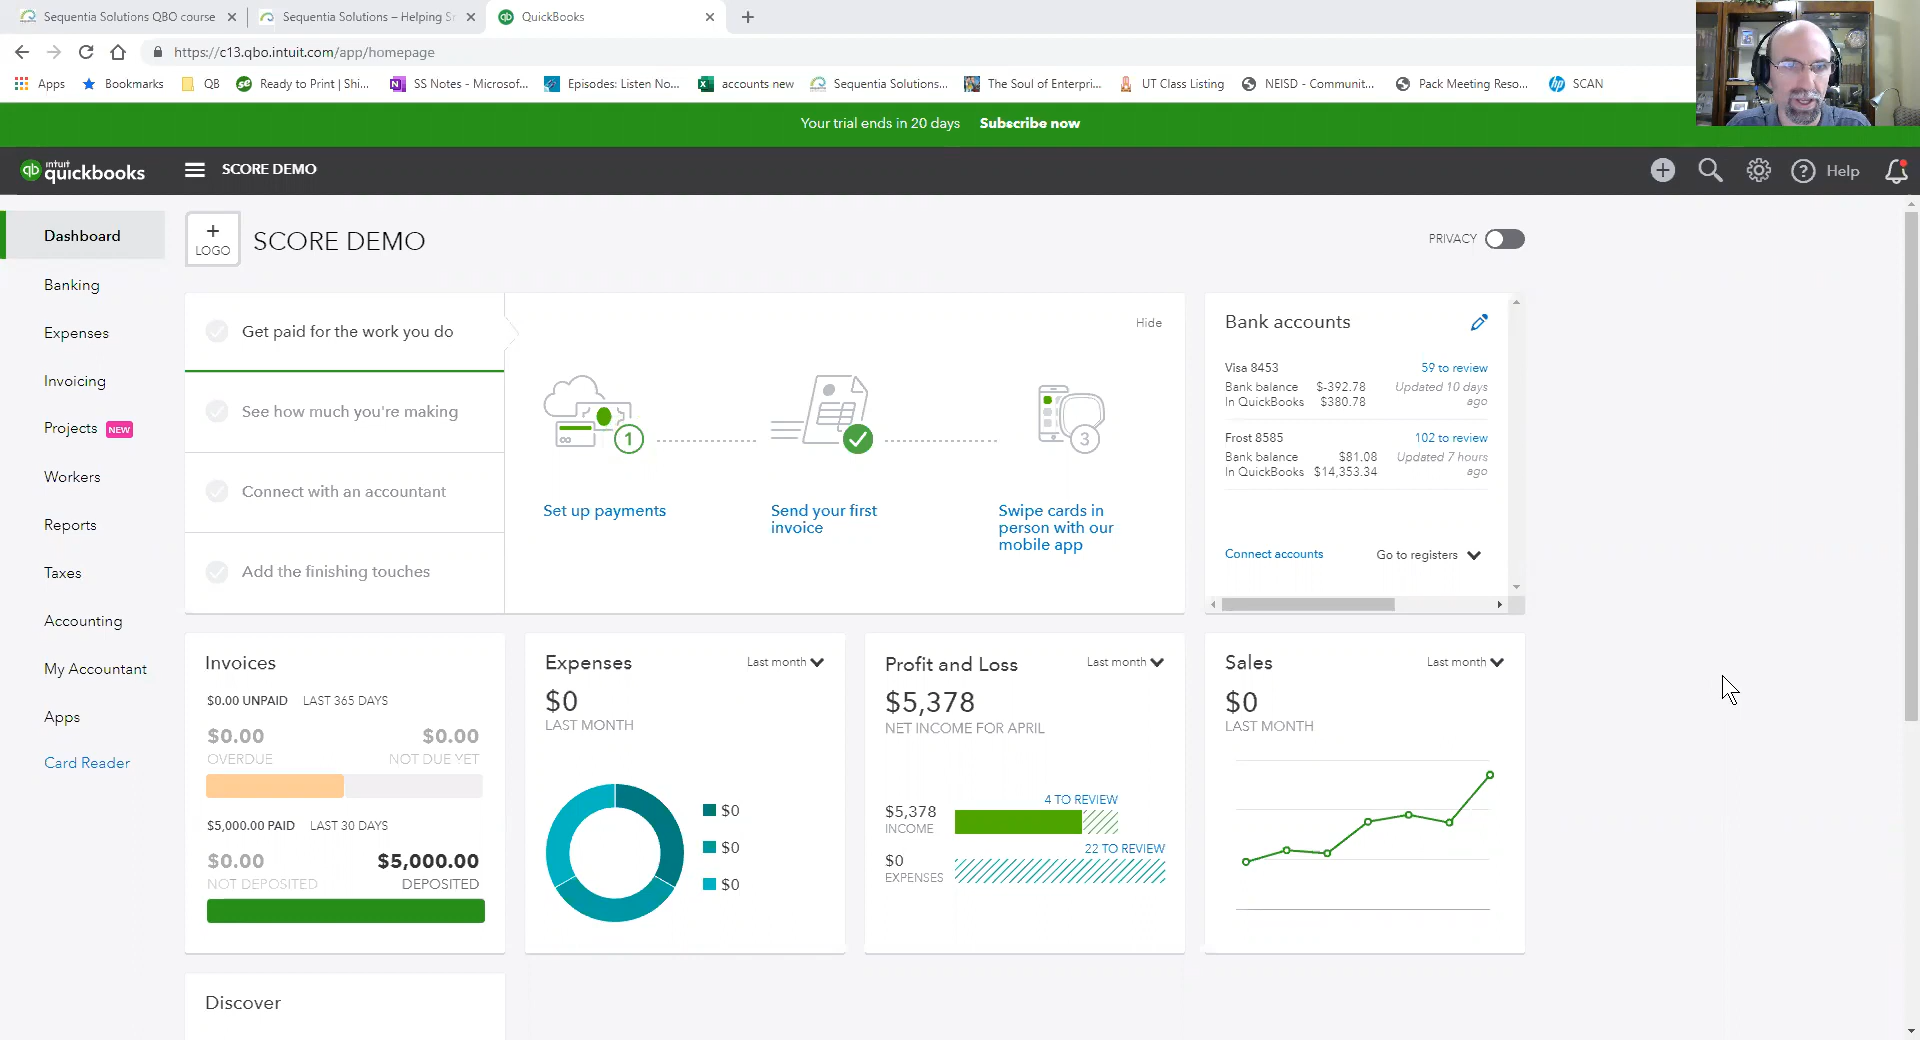 Sequentia Solutions QBO course
Sequentia Solutions – Helping S
QuickBooks
https://c13.qbo.intuit.com/app/homepage
Apps
Bookmarks
QB
Ready to Print | Shi...
SS Notes - Microsof...
Episodes: Listen No...
accounts new
Sequentia Solutions...
The Soul of Enterpri...
UT Class Listing
NEISD - Communit...
Pack Meeting Reso...
SCAN
Your trial ends in 20 days Subscribe now
intuit
quickbooks
SCORE DEMO
Help
Dashboard
Banking
Expenses
Invoicing
Projects NEW
Workers
Reports
Taxes
Accounting
My Accountant
Apps
Card Reader
+
LOGO
SCORE DEMO
PRIVACY
Get paid for the work you do
See how much you're making
Connect with an accountant
Add the finishing touches
Hide
1
3
Set up payments
Send your first
invoice
Swipe cards in
person with our
mobile app
Bank accounts
Visa 8453 59 to review
Bank balance $-392.78 Updated 10 days
In QuickBooks $380.78 ago
Frost 8585 102 to review
Bank balance $81.08 Updated 7 hours
In QuickBooks $14,353.34 ago
Connect accounts Go to registers
Invoices
$0.00 UNPAID LAST 365 DAYS
$0.00 $0.00
OVERDUE NOT DUE YET
$5,000.00 PAID LAST 30 DAYS
$0.00 $5,000.00
NOT DEPOSITED DEPOSITED
Expenses Last month
$0
LAST MONTH
$0
$0
$0
Profit and Loss Last month
$5,378
NET INCOME FOR APRIL
4 TO REVIEW
$5,378
INCOME
22 TO REVIEW
$0
EXPENSES
Sales Last month
$0
LAST MONTH
Discover